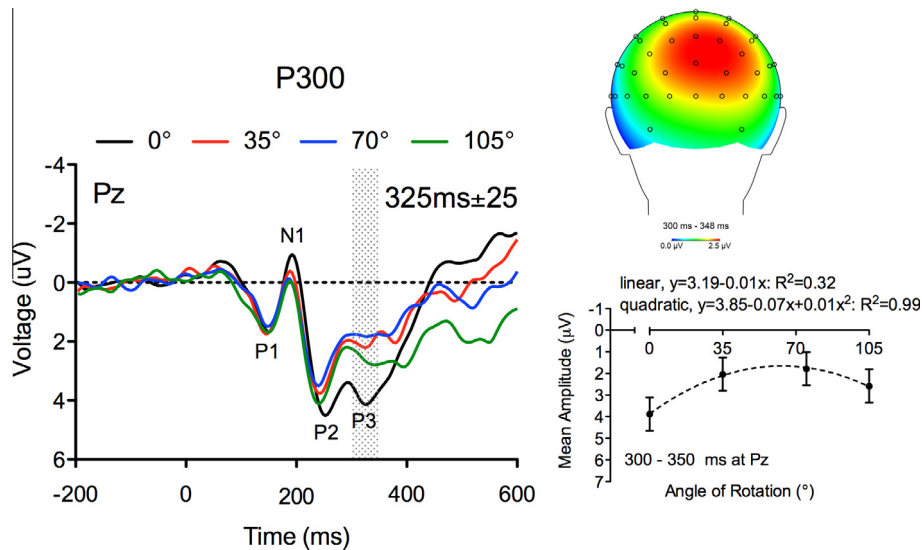 P300
0° 35° 70° 105°
Pz
325ms±25
-4
-2
0
2
4
6
N1
P1
P2
P3
Voltage (uV)
-200 0 200 400 600
Time (ms)
300 ms - 348 ms
0.0 µV 2.5 µV
linear, y=3.19-0.01x: R²=0.32
quadratic, y=3.85-0.07x+0.01x²: R²=0.99
-1
0
1
2
3
4
5
6
7
0 35 70 105
Mean Amplitude (µV)
300 - 350 ms at Pz
Angle of Rotation (°)